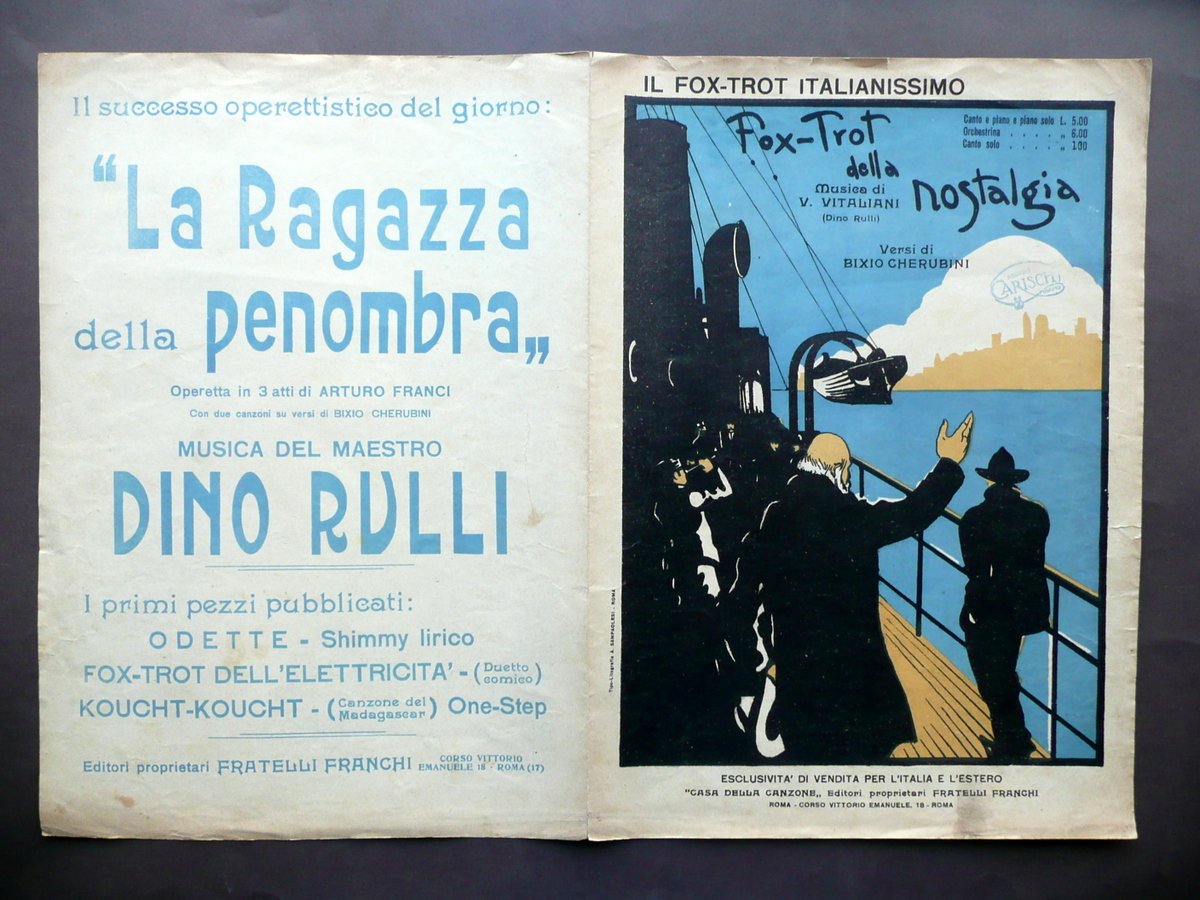 Il successo operettistico del giorno:
“La Ragazza
della penombra„
Operetta in 3 atti di ARTURO FRANCI
Con due canzoni su versi di BIXIO CHERUBINI
MUSICA DEL MAESTRO
DINO RULLI
I primi pezzi pubblicati:
ODETTE - Shimmy lirico
FOX-TROT DELL'ELETTRICITA' - (Duetto comico)
KOUCHT-KOUCHT - (Canzone del Madagascar) One-Step
Editori proprietari FRATELLI FRANCHI CORSO VITTORIO EMANUELE 18 - ROMA (17)
IL FOX-TROT ITALIANISSIMO
Canto e piano e piano solo L. 5.00
Orchestrina . . . . . „ 6.00
Canto solo . . . . . „ 1.00
Fox-Trot
della
nostalgia
Musica di
V. VITALIANI
(Dino Rulli)
Versi di
BIXIO CHERUBINI
CARISCH
Tipo-Litografia A. SAMPAOLESI - ROMA
ESCLUSIVITA' DI VENDITA PER L'ITALIA E L'ESTERO
"CASA DELLA CANZONE„ Editori proprietari FRATELLI FRANCHI
ROMA - CORSO VITTORIO EMANUELE, 18 - ROMA